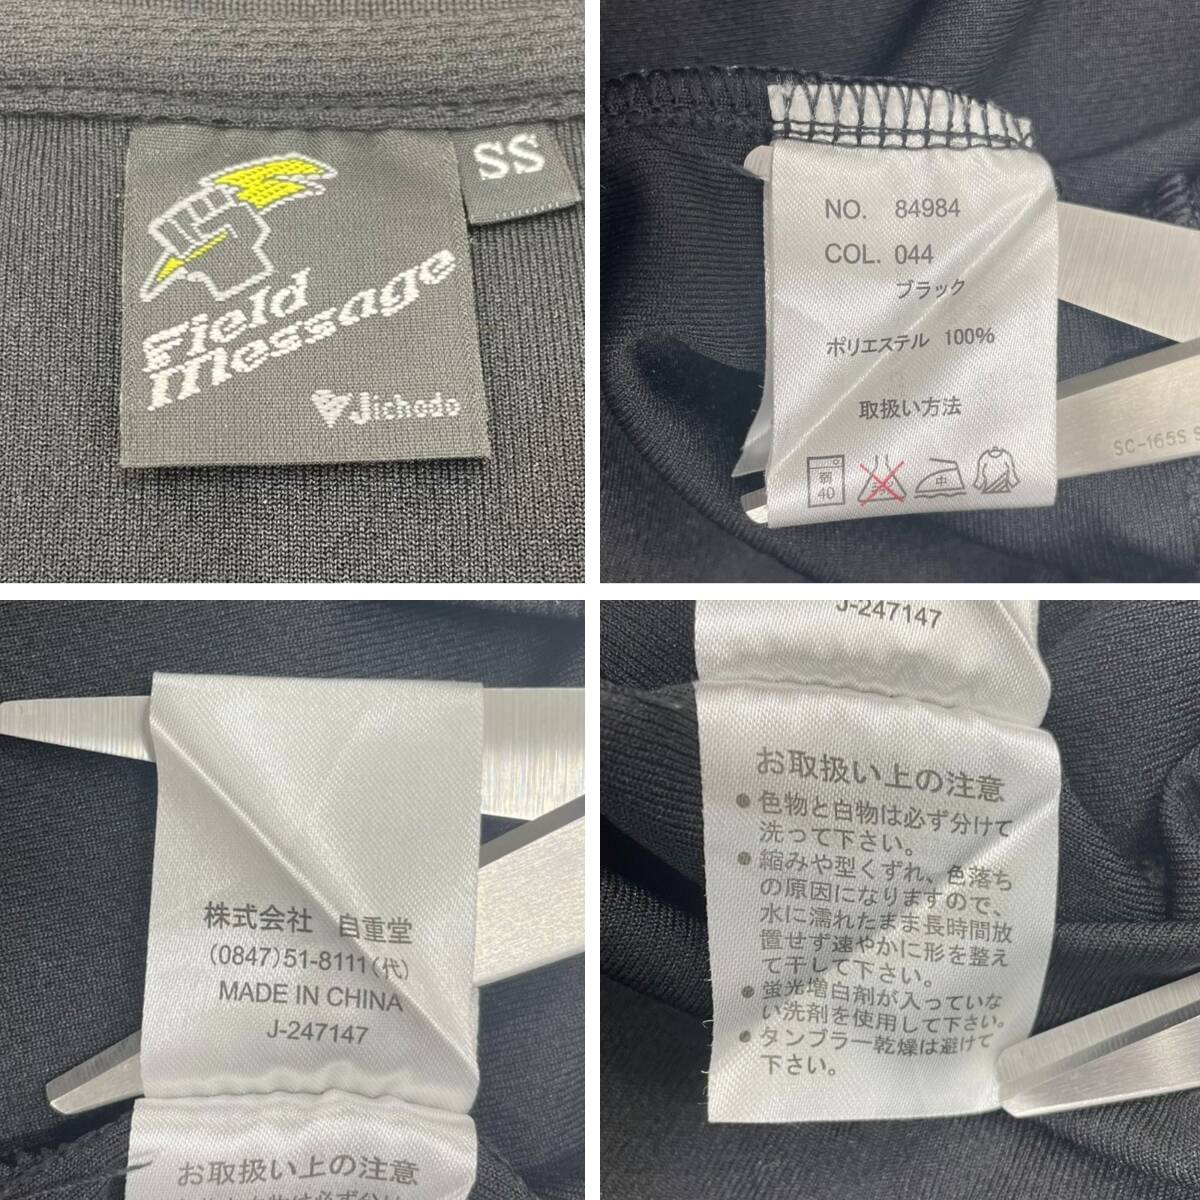 SS
Field
message
Jichodo
NO. 84984
COL. 044
ブラック
ポリエステル 100%
取扱い方法
弱
40
中
SC-165S S
株式会社 自重堂
(0847)51-8111(代)
MADE IN CHINA
J-247147
お取扱い上の注意
J-247147
お取扱い上の注意
●色物と白物は必ず分けて
洗って下さい。
●縮みや型くずれ、色落ち
の原因になりますので、
水に濡れたまま長時間放
置せず速やかに形を整え
て干して下さい。
●蛍光増白剤が入っていな
い洗剤を使用して下さい。
●タンブラー乾燥は避けて
下さい。